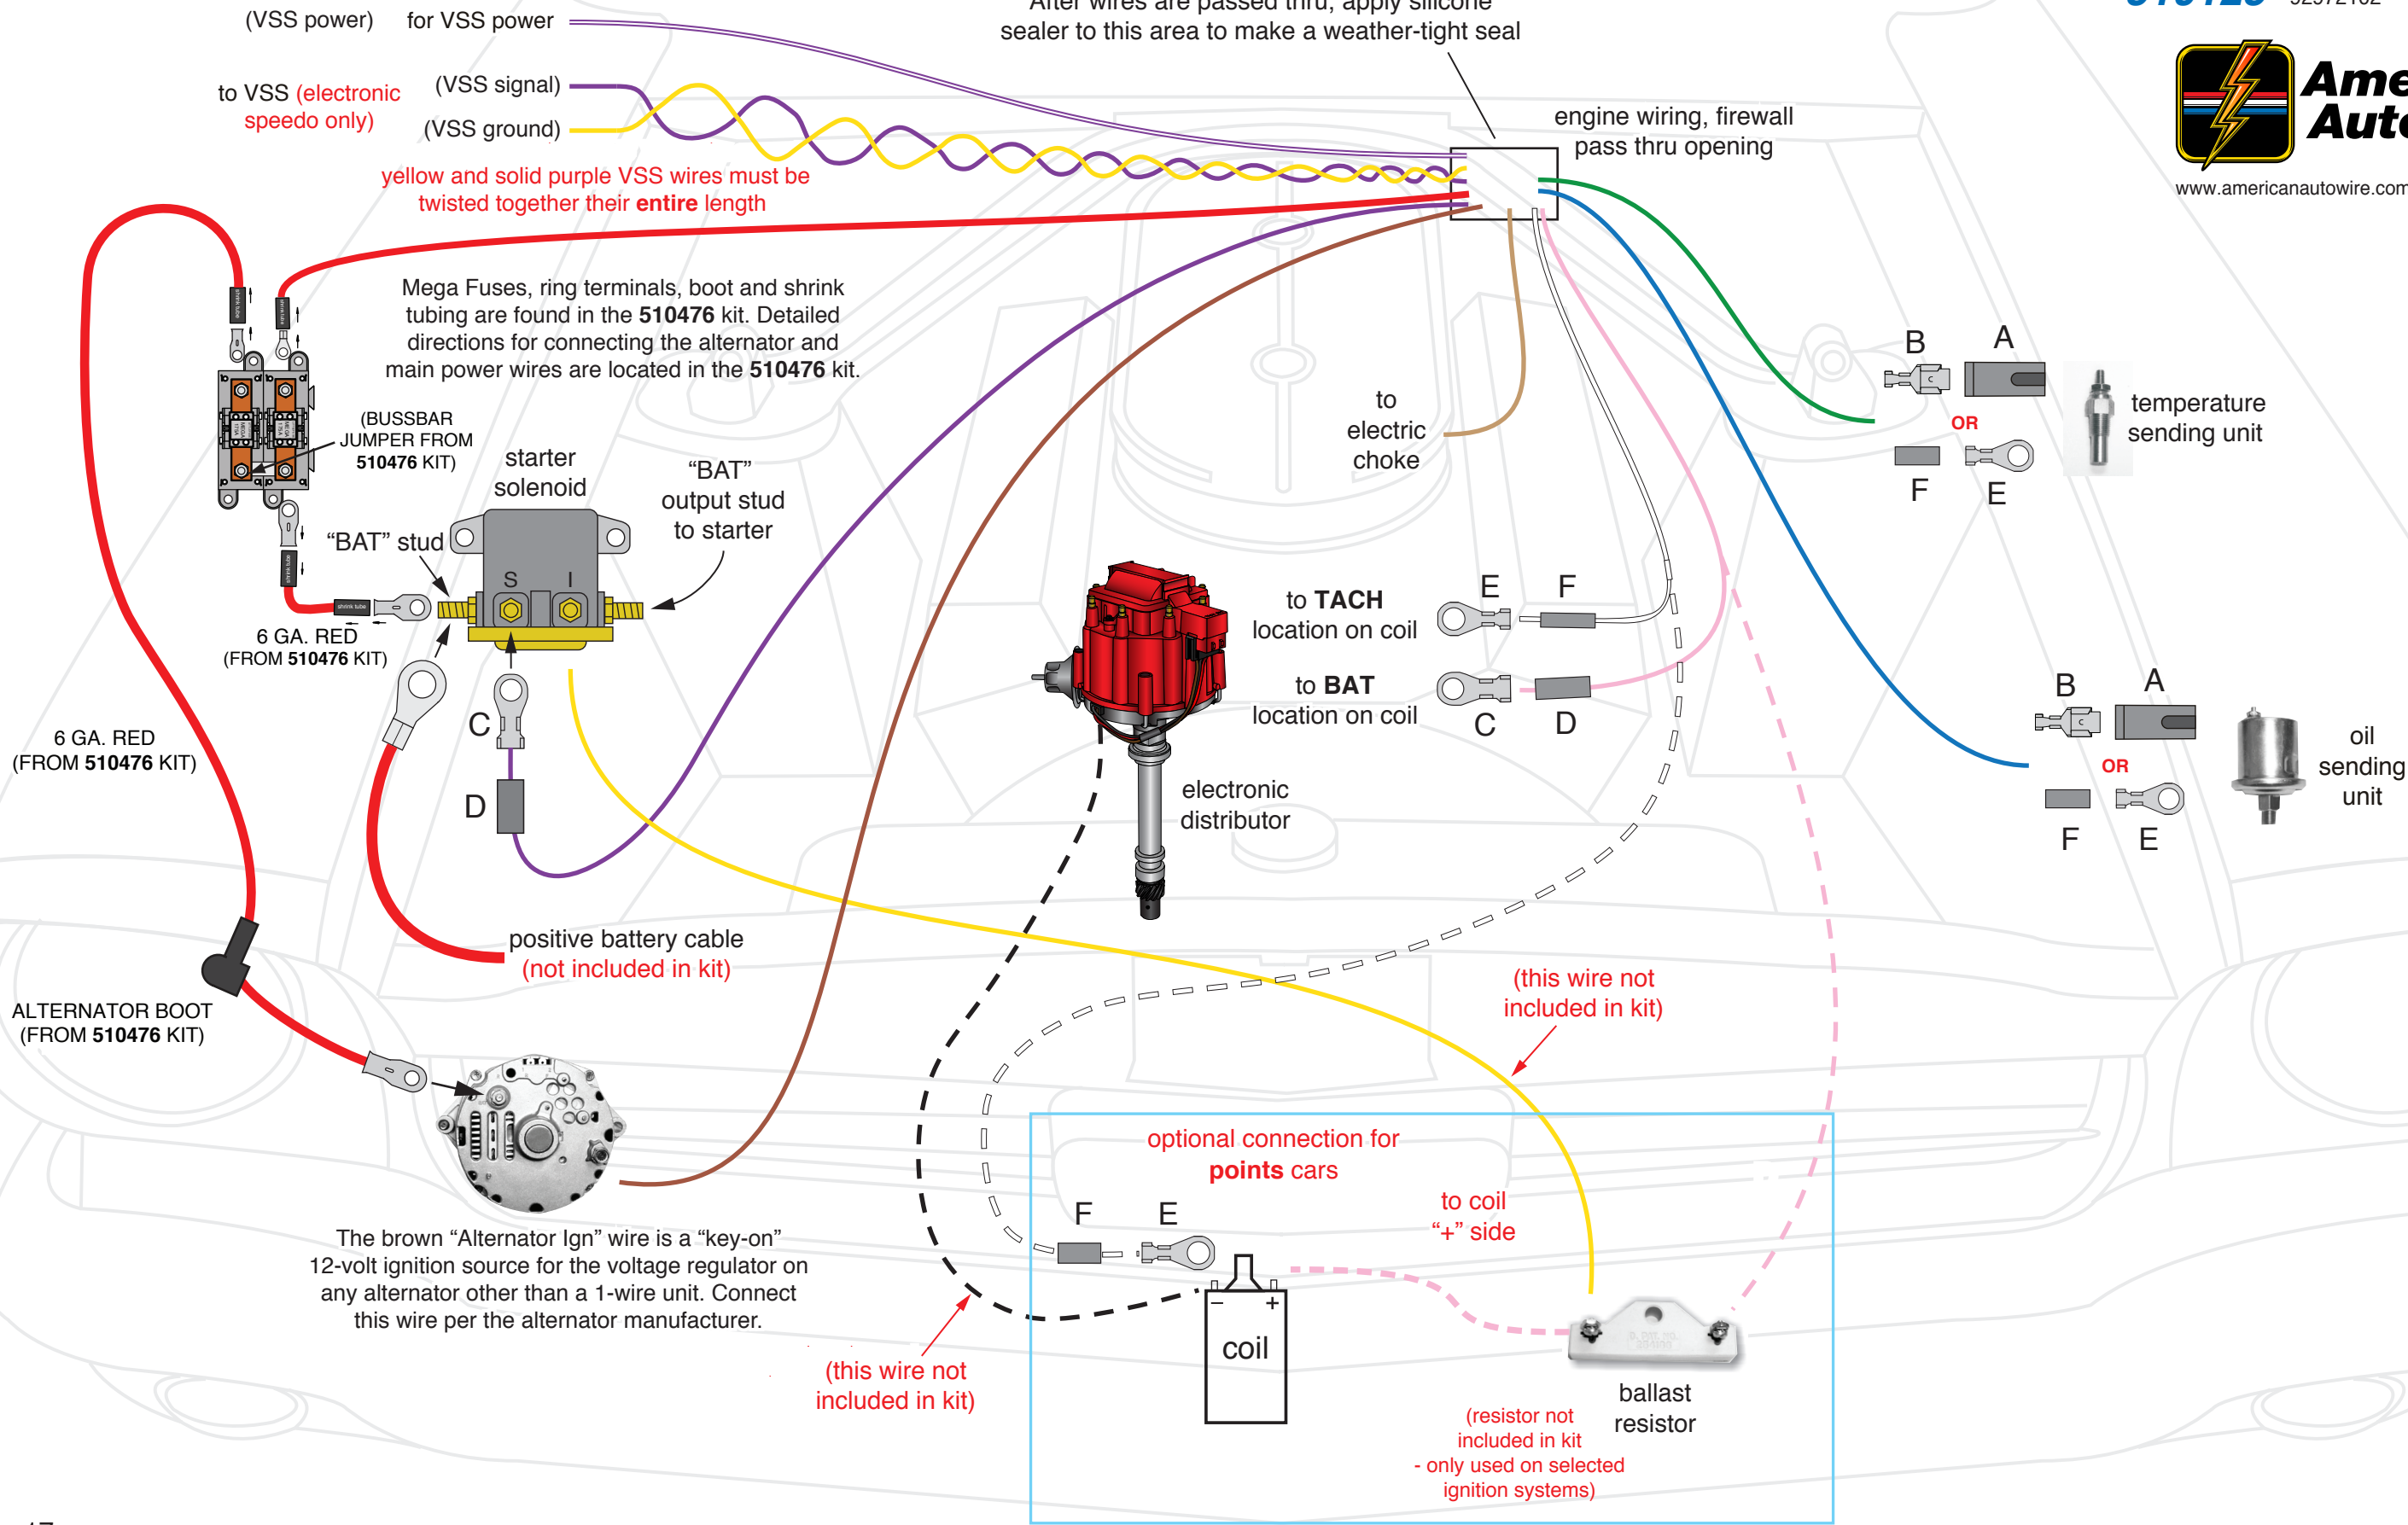 (VSS power)
for VSS power
to VSS (electronic
speedo only)
(VSS signal)
(VSS ground)
yellow and solid purple VSS wires must be
twisted together their entire length
After wires are passed thru, apply silicone
sealer to this area to make a weather-tight seal
engine wiring, firewall
pass thru opening
www.americanautowire.com
Mega Fuses, ring terminals, boot and shrink
tubing are found in the 510476 kit. Detailed
directions for connecting the alternator and
main power wires are located in the 510476 kit.
(BUSSBAR
JUMPER FROM
510476 KIT)
starter
solenoid
"BAT"
output stud
to starter
"BAT" stud
S
I
shrink tube
6 GA. RED
(FROM 510476 KIT)
C
D
6 GA. RED
(FROM 510476 KIT)
positive battery cable
(not included in kit)
ALTERNATOR BOOT
(FROM 510476 KIT)
The brown "Alternator Ign" wire is a "key-on"
12-volt ignition source for the voltage regulator on
any alternator other than a 1-wire unit. Connect
this wire per the alternator manufacturer.
to
electric
choke
to TACH
location on coil
E
F
to BAT
location on coil
C
D
electronic
distributor
B
A
C
OR
F
E
temperature
sending unit
B
A
C
OR
F
E
oil
sending
unit
(this wire not
included in kit)
optional connection for
points cars
to coil
"+" side
F
E
− +
coil
(this wire not
included in kit)
ballast
resistor
(resistor not
included in kit
- only used on selected
ignition systems)